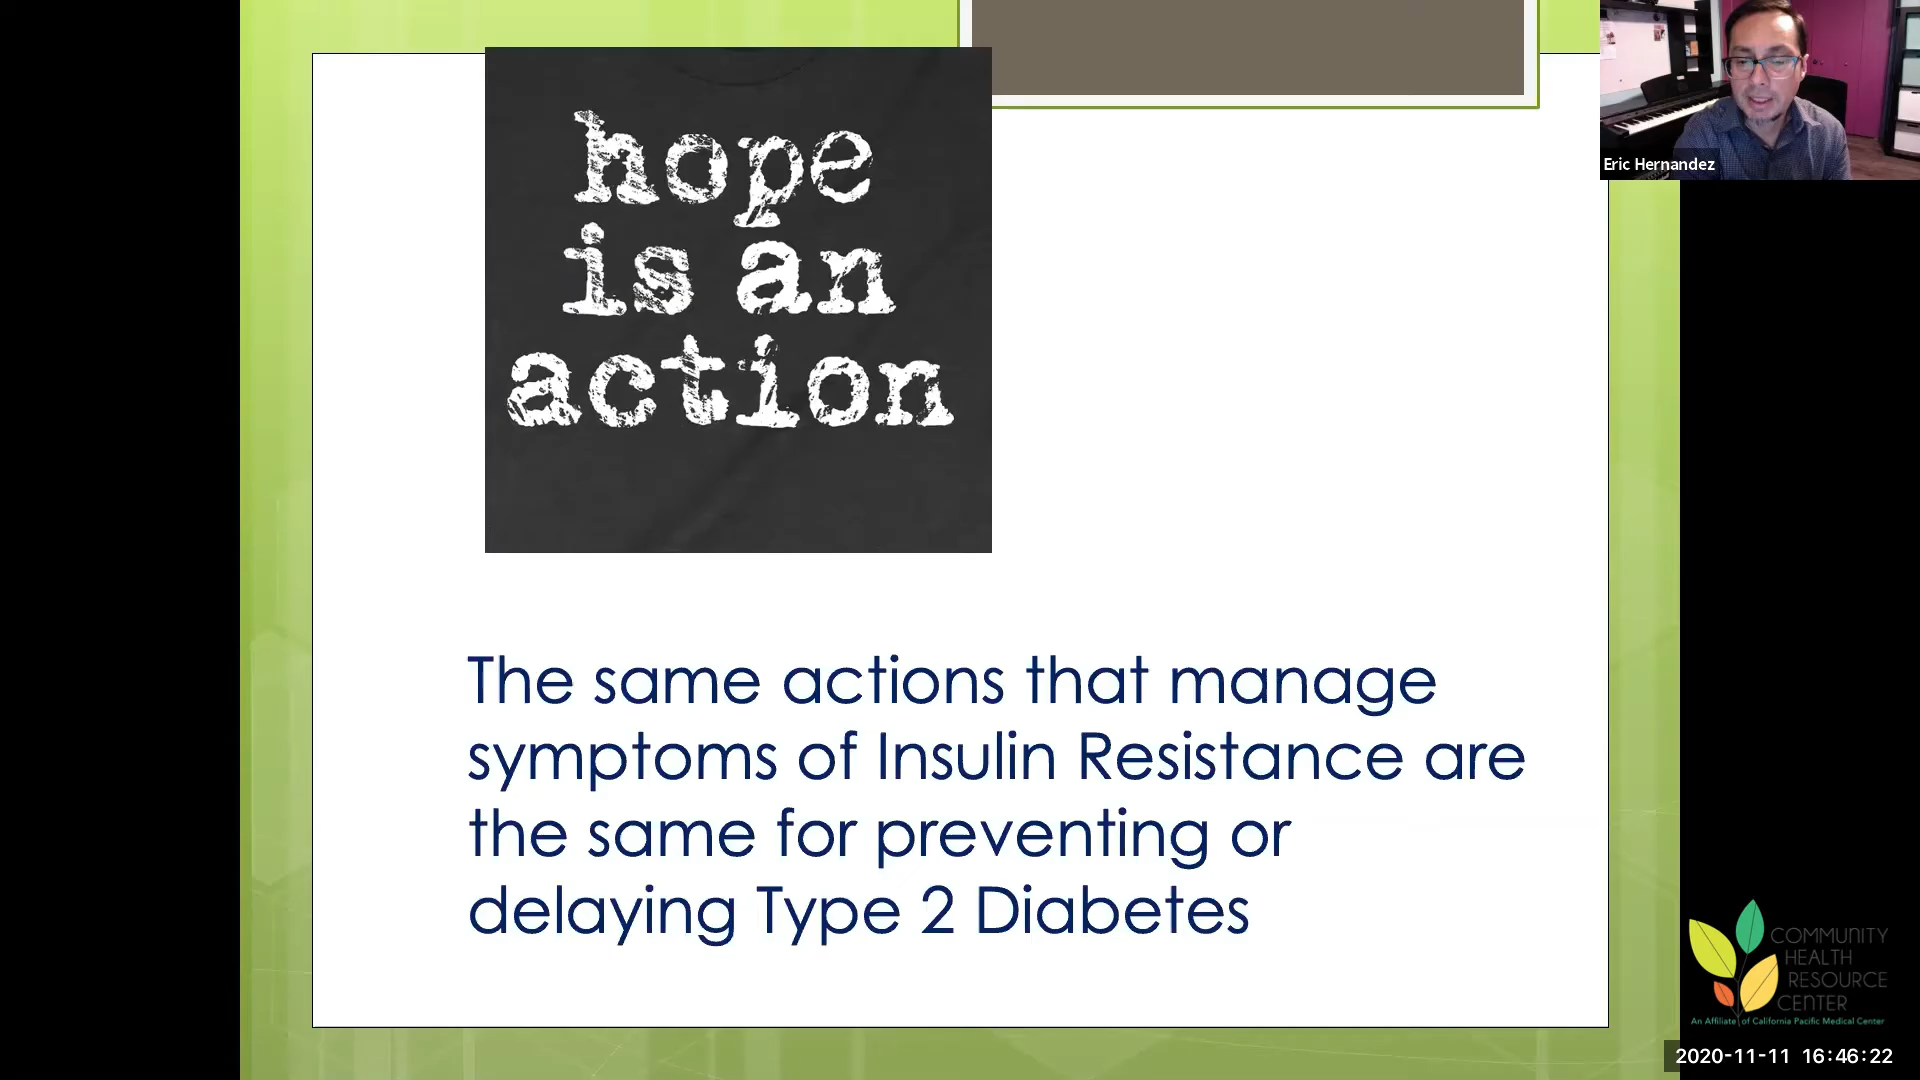 hope
is an
action
Eric Hernandez
The same actions that manage
symptoms of Insulin Resistance are
the same for preventing or
delaying Type 2 Diabetes
COMMUNITY
HEALTH
RESOURCE
CENTER
An Affiliate of California Pacific Medical Center
2020-11-11 16:46:22